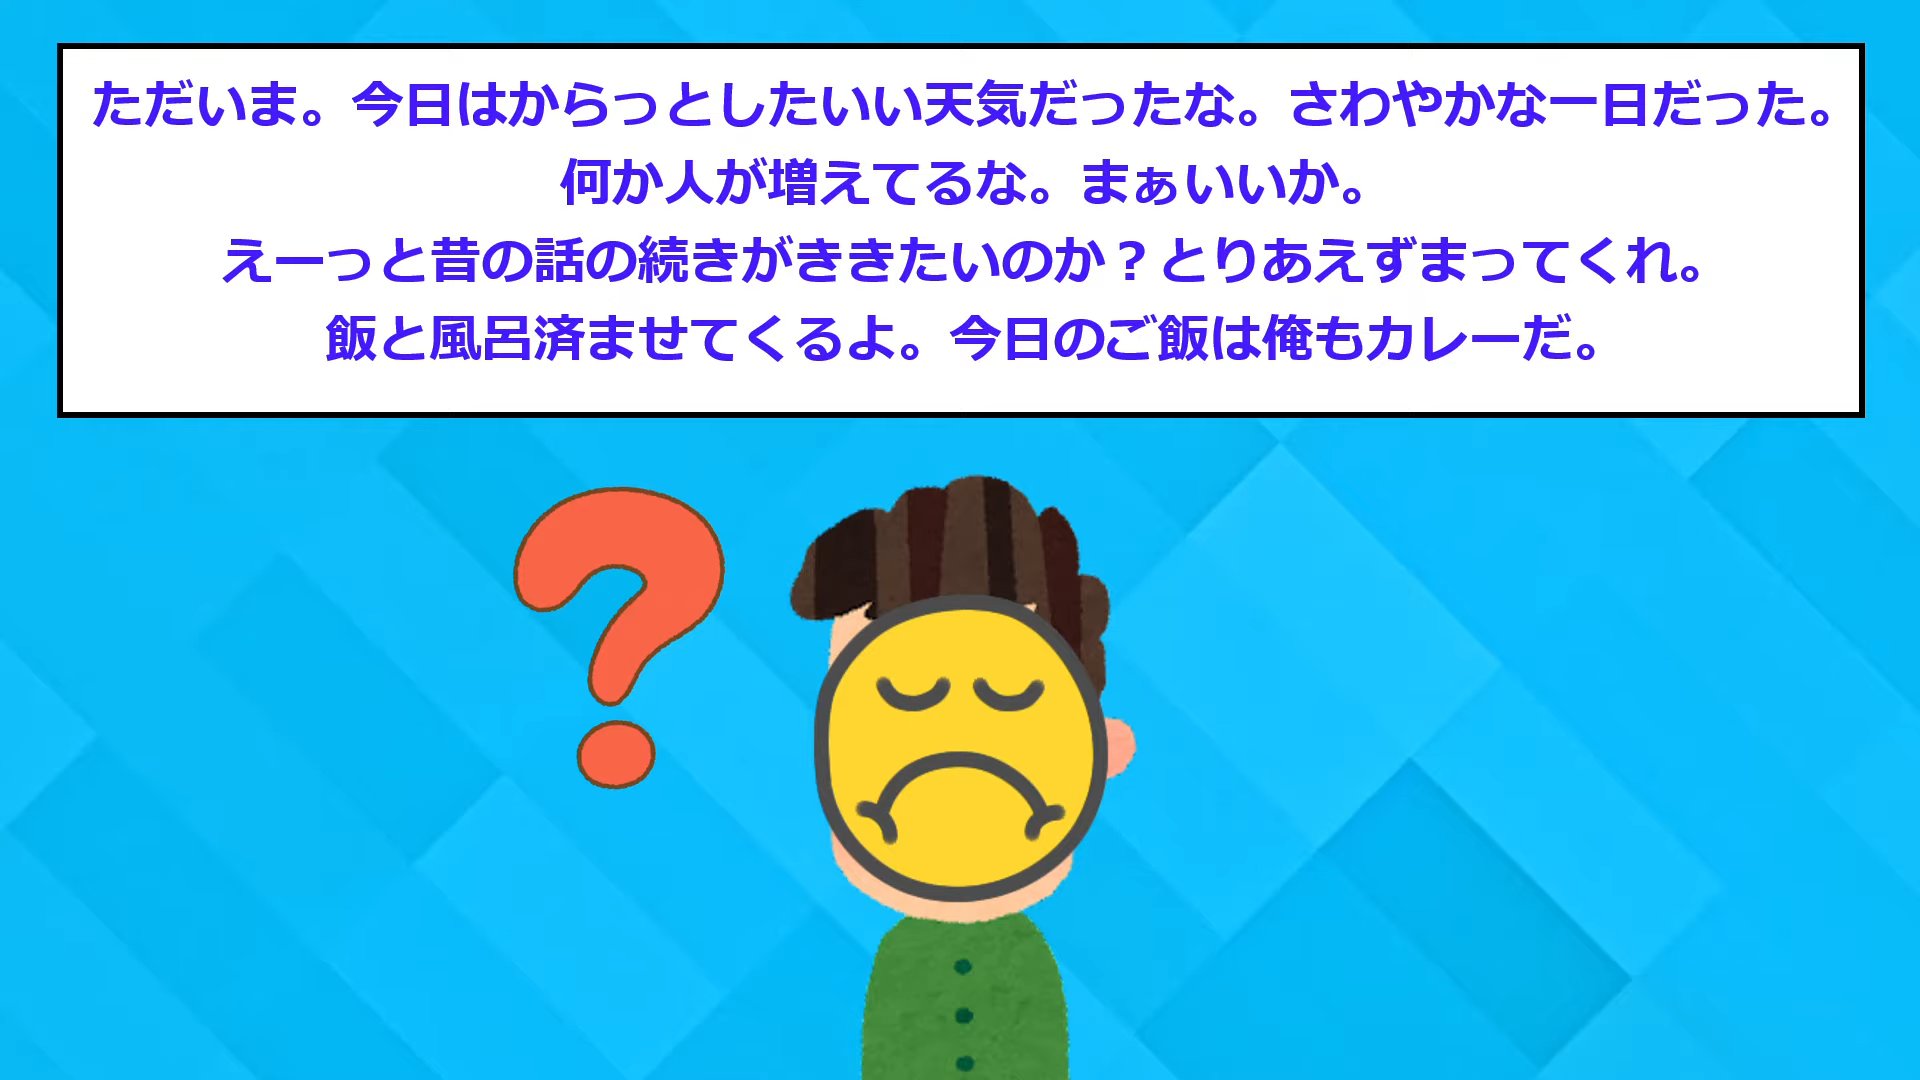 ただいま。今日はからっとしたいい天気だったな。さわやかな一日だった。
何か人が増えてるな。まぁいいか。
えーっと昔の話の続きがききたいのか？とりあえずまってくれ。
飯と風呂済ませてくるよ。今日のご飯は俺もカレーだ。
?